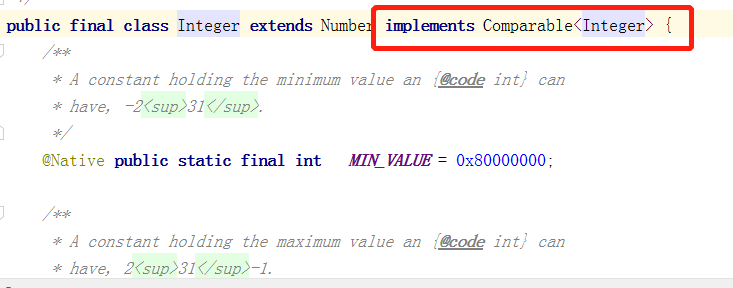 */
public final class Integer extends Number implements Comparable<Integer> {
/**
* A constant holding the minimum value an {@code int} can
* have, -2<sup>31</sup>.
*/
@Native public static final int MIN_VALUE = 0x80000000;
/**
* A constant holding the maximum value an {@code int} can
* have, 2<sup>31</sup>-1.